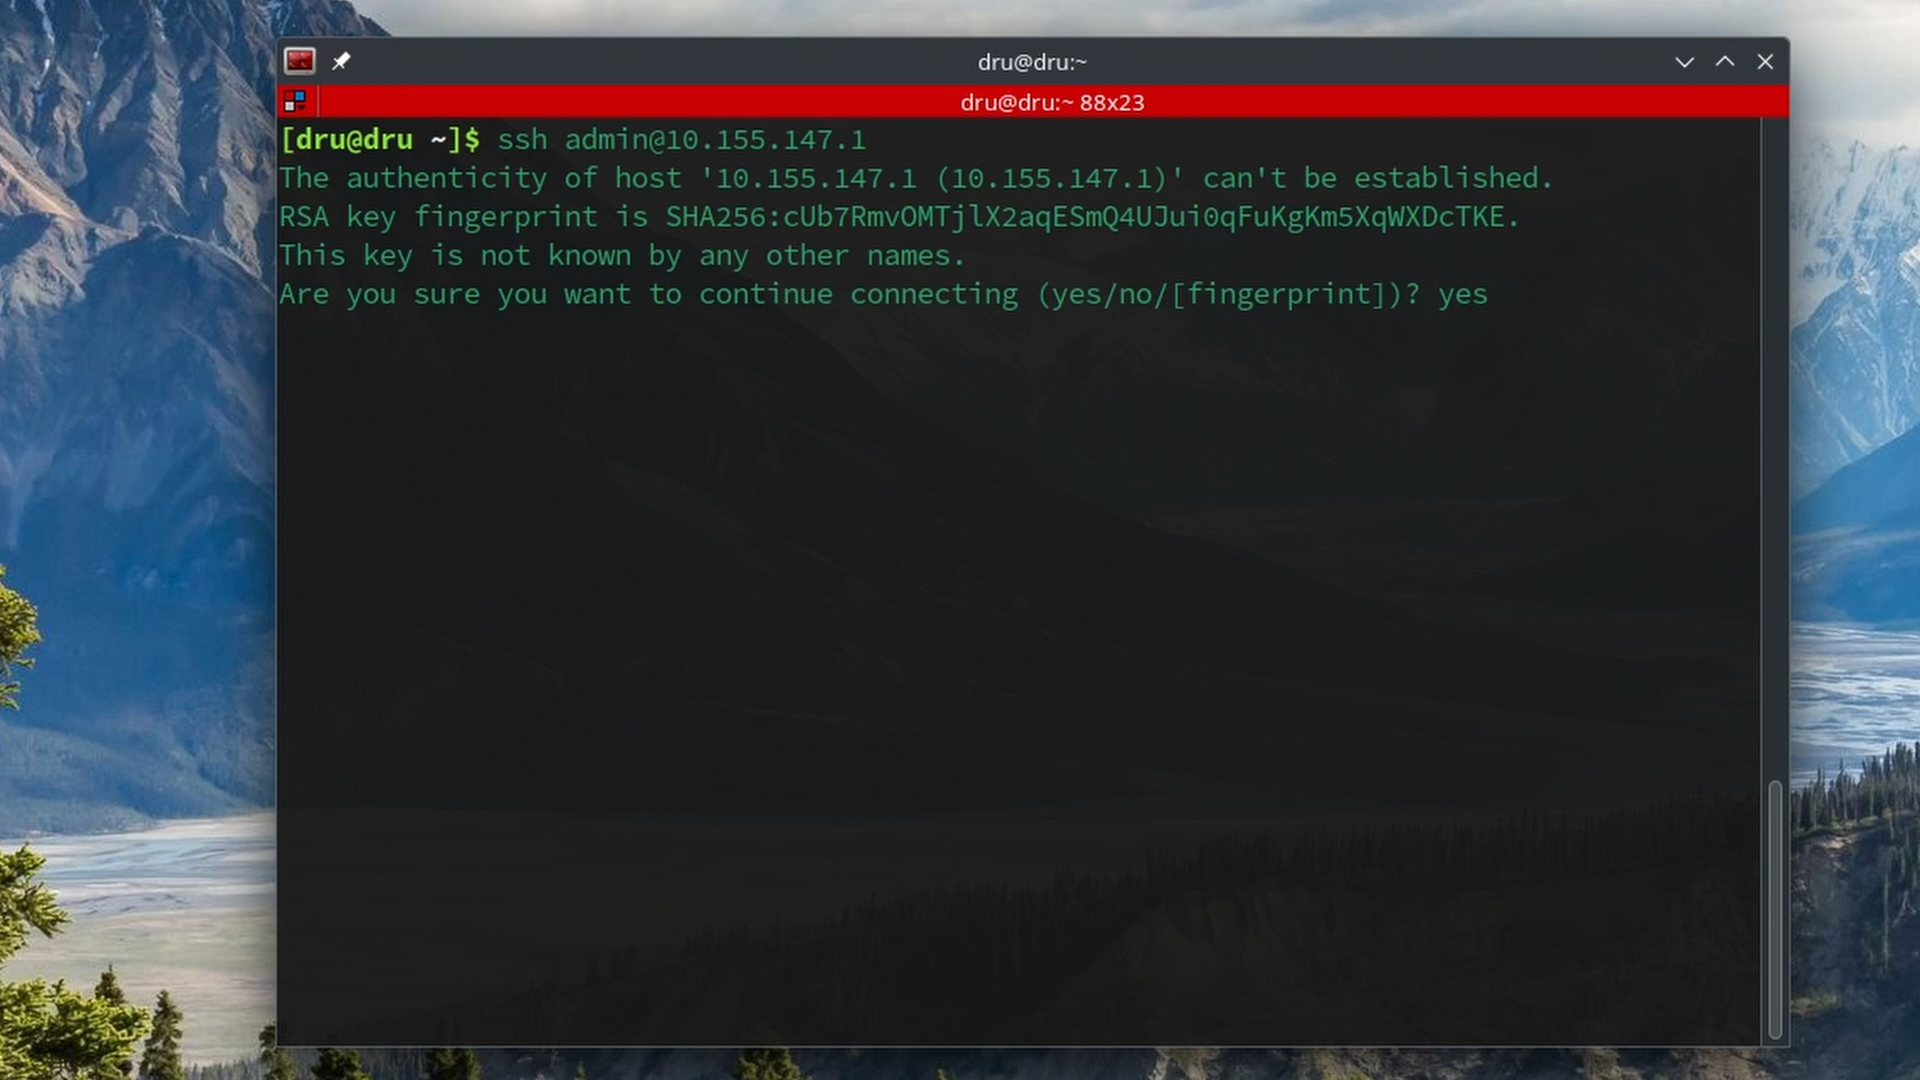 dru@dru:~
dru@dru:~ 88x23
[dru@dru ~]$ ssh admin@10.155.147.1
The authenticity of host '10.155.147.1 (10.155.147.1)' can't be established.
RSA key fingerprint is SHA256:cUb7RmvOMTjlX2aqESmQ4UJui0qFuKgKm5XqWXDcTKE.
This key is not known by any other names.
Are you sure you want to continue connecting (yes/no/[fingerprint])? yes